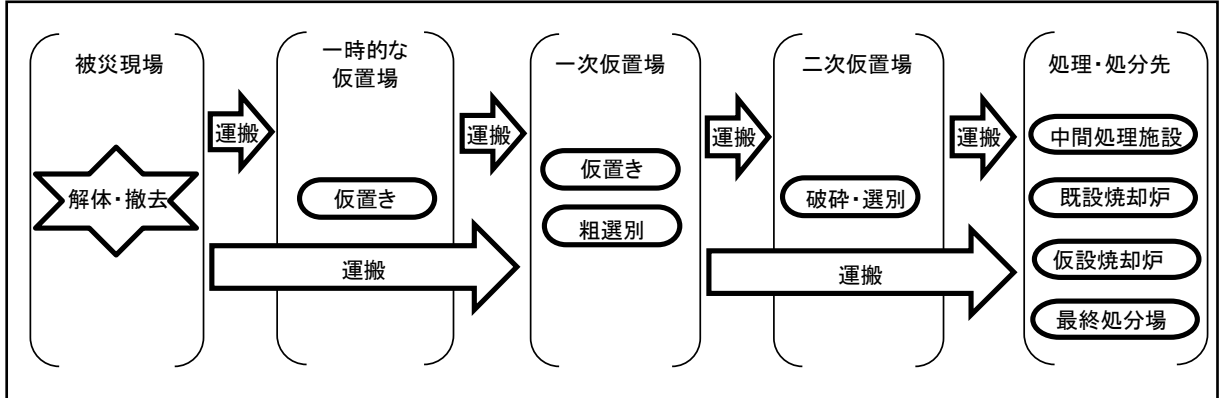 被災現場
解体・撤去
運搬
運搬
一時的な
仮置場
仮置き
運搬
一次仮置場
仮置き
粗選別
運搬
運搬
二次仮置場
破砕・選別
運搬
処理・処分先
中間処理施設
既設焼却炉
仮設焼却炉
最終処分場